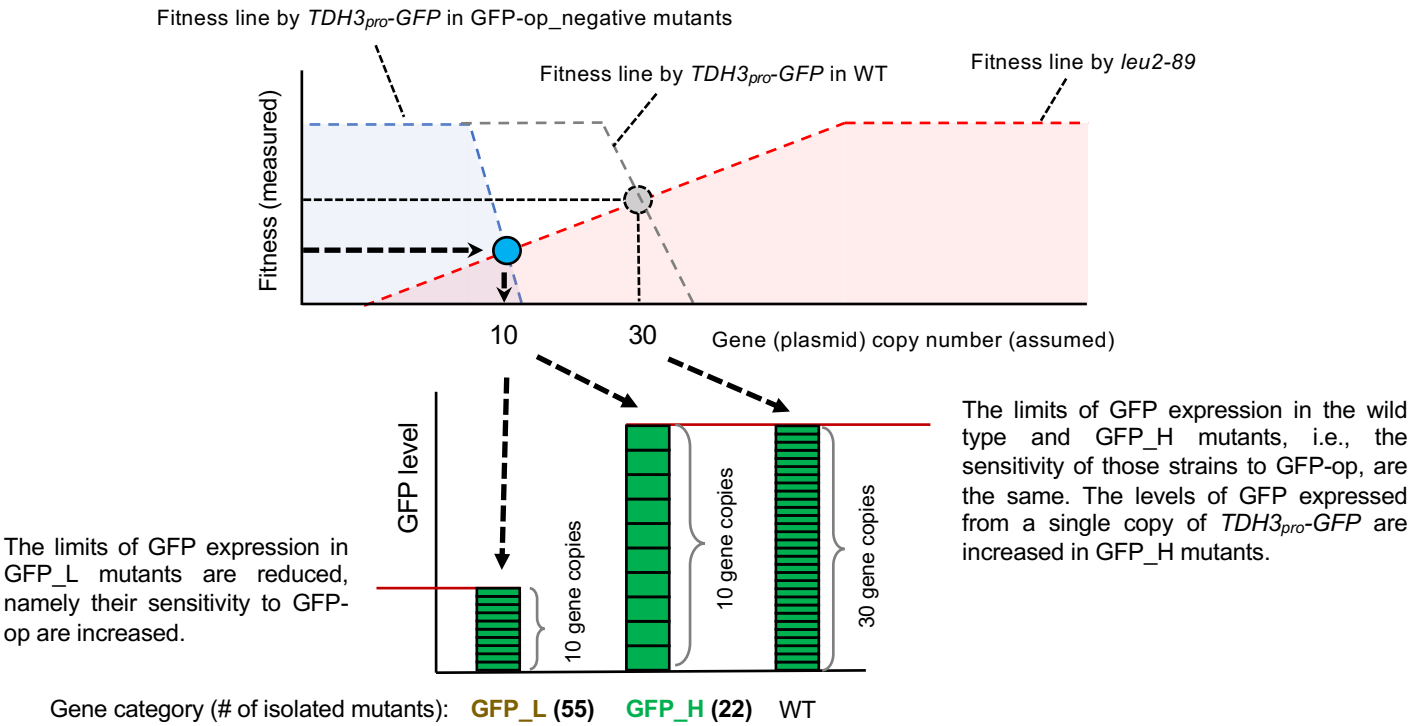 Fitness line by TDH3pro-GFP in GFP-op_negative mutants
Fitness line by TDH3pro-GFP in WT
Fitness line by leu2-89
Fitness (measured)
10
30
Gene (plasmid) copy number (assumed)
GFP level
10 gene copies
10 gene copies
30 gene copies
The limits of GFP expression in the wild
type and GFP_H mutants, i.e., the
sensitivity of those strains to GFP-op, are
the same. The levels of GFP expressed
from a single copy of TDH3pro-GFP are
increased in GFP_H mutants.
The limits of GFP expression in
GFP_L mutants are reduced,
namely their sensitivity to GFP-
op are increased.
Gene category (# of isolated mutants): GFP_L (55) GFP_H (22) WT